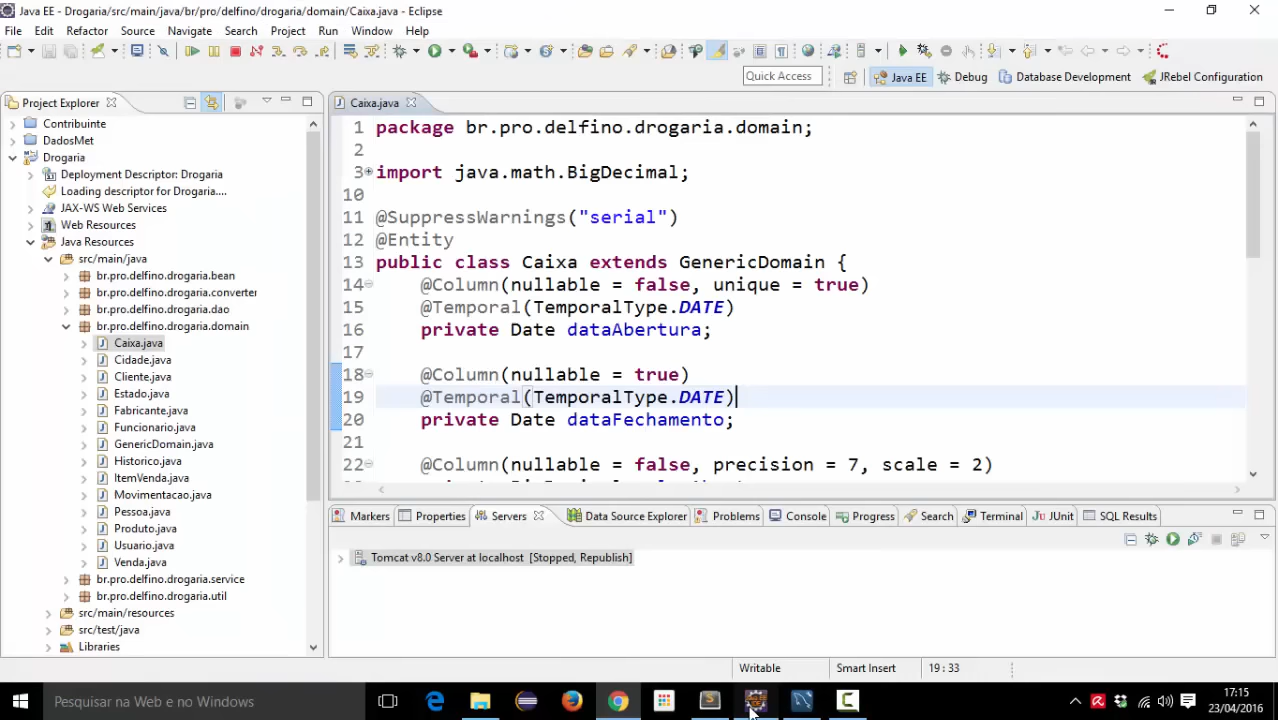 Java EE - Drogaria/src/main/java/br/pro/delfino/drogaria/domain/Caixa.java - Eclipse
File Edit Refactor Source Navigate Search Project Run Window Help
Quick Access Java EE Debug Database Development JRebel Configuration
Project Explorer
Contribuinte
DadosMet
Drogaria
Deployment Descriptor: Drogaria
Loading descriptor for Drogaria....
JAX-WS Web Services
Web Resources
Java Resources
src/main/java
br.pro.delfino.drogaria.bean
br.pro.delfino.drogaria.converter
br.pro.delfino.drogaria.dao
br.pro.delfino.drogaria.domain
Caixa.java
Cidade.java
Cliente.java
Estado.java
Fabricante.java
Funcionario.java
GenericDomain.java
Historico.java
ItemVenda.java
Movimentacao.java
Pessoa.java
Produto.java
Usuario.java
Venda.java
br.pro.delfino.drogaria.service
br.pro.delfino.drogaria.util
src/main/resources
src/test/java
Libraries
Caixa.java
1 package br.pro.delfino.drogaria.domain;
2
3 import java.math.BigDecimal;
10
11 @SuppressWarnings("serial")
12 @Entity
13 public class Caixa extends GenericDomain {
14 @Column(nullable = false, unique = true)
15 @Temporal(TemporalType.DATE)
16 private Date dataAbertura;
17
18 @Column(nullable = true)
19 @Temporal(TemporalType.DATE)
20 private Date dataFechamento;
21
22 @Column(nullable = false, precision = 7, scale = 2)
Markers Properties Servers Data Source Explorer Problems Console Progress Search Terminal JUnit SQL Results
Tomcat v8.0 Server at localhost [Stopped, Republish]
Writable Smart Insert 19 : 33
Pesquisar na Web e no Windows
17:15
23/04/2016